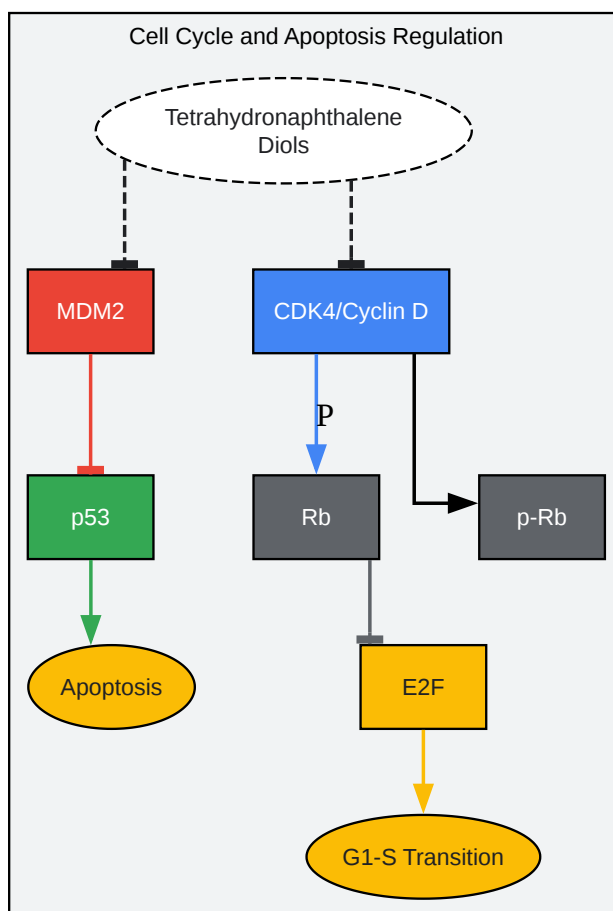 Cell Cycle and Apoptosis Regulation
Tetrahydronaphthalene
Diols
MDM2
CDK4/Cyclin D
P
p53
Rb
p-Rb
Apoptosis
E2F
G1-S Transition